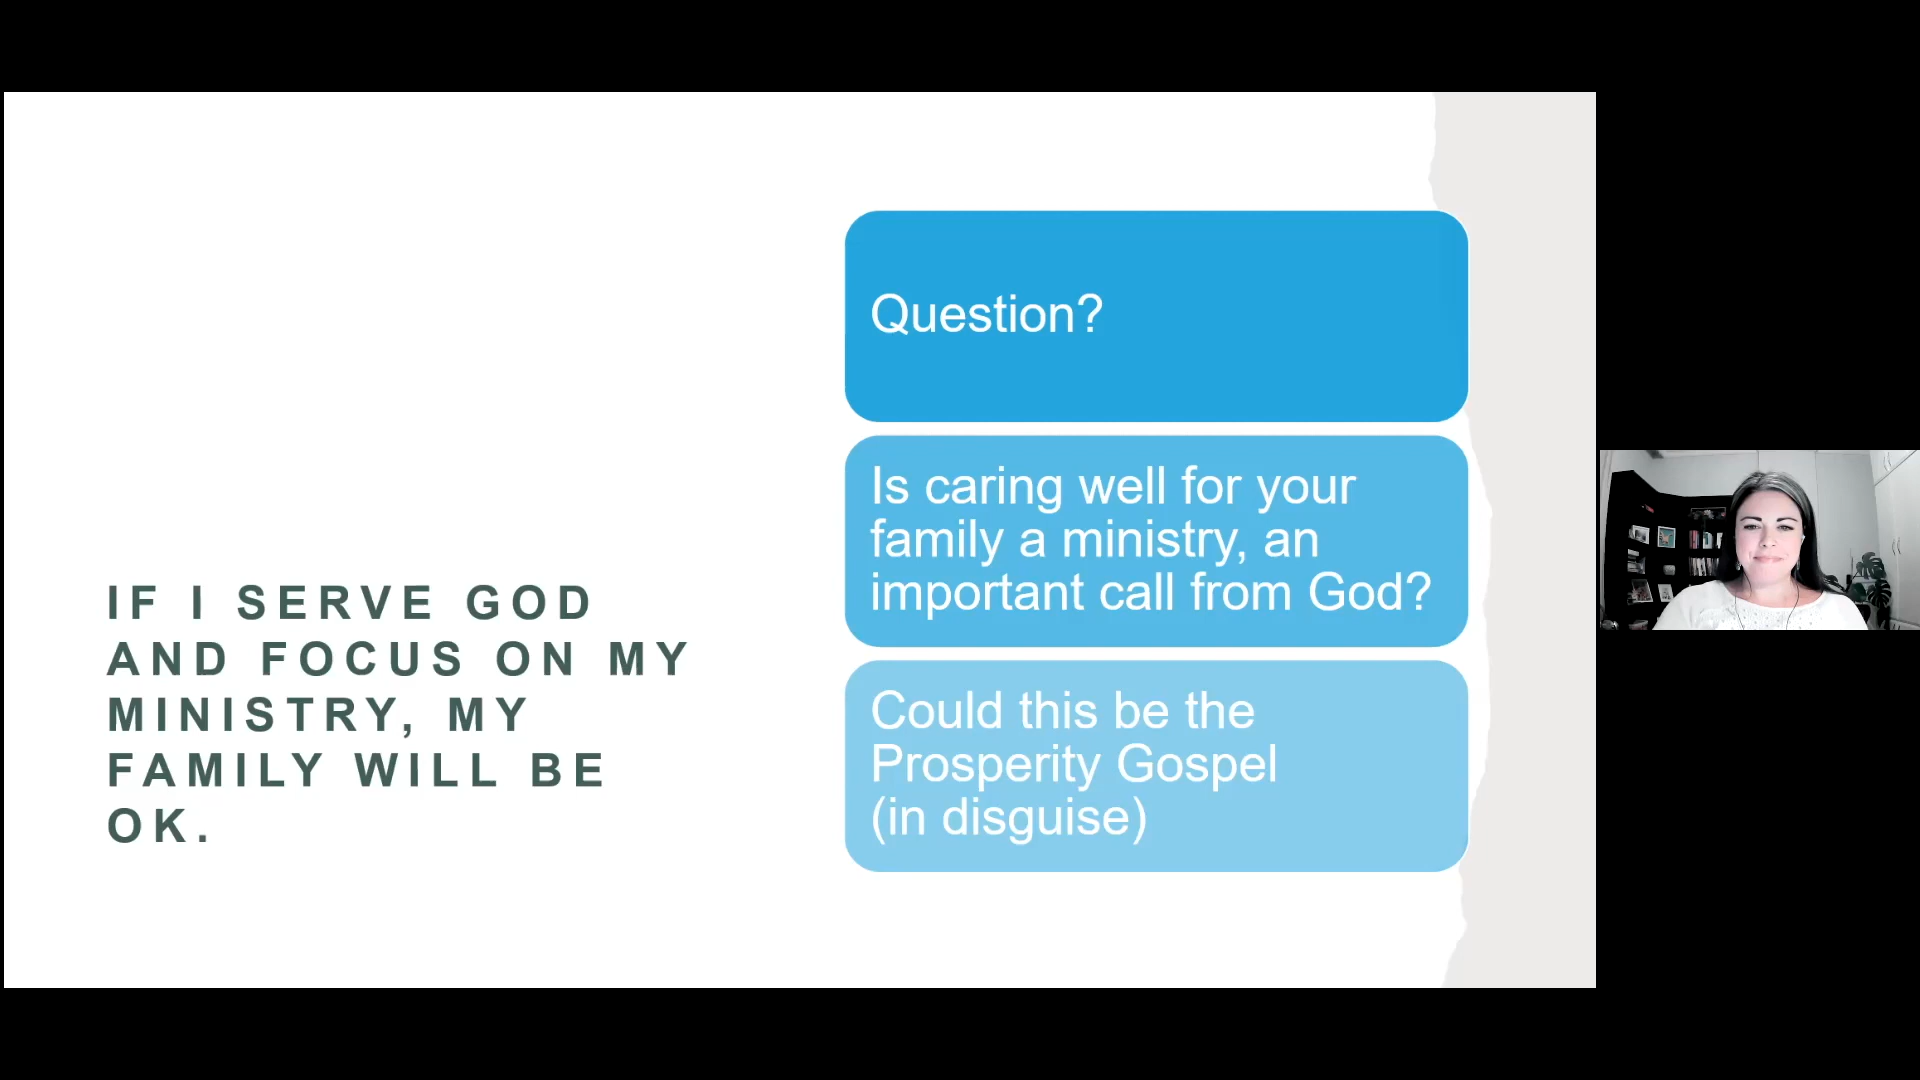 IF I SERVE GOD
AND FOCUS ON MY
MINISTRY, MY
FAMILY WILL BE
OK.
Question?
Is caring well for your
family a ministry, an
important call from God?
Could this be the
Prosperity Gospel
(in disguise)